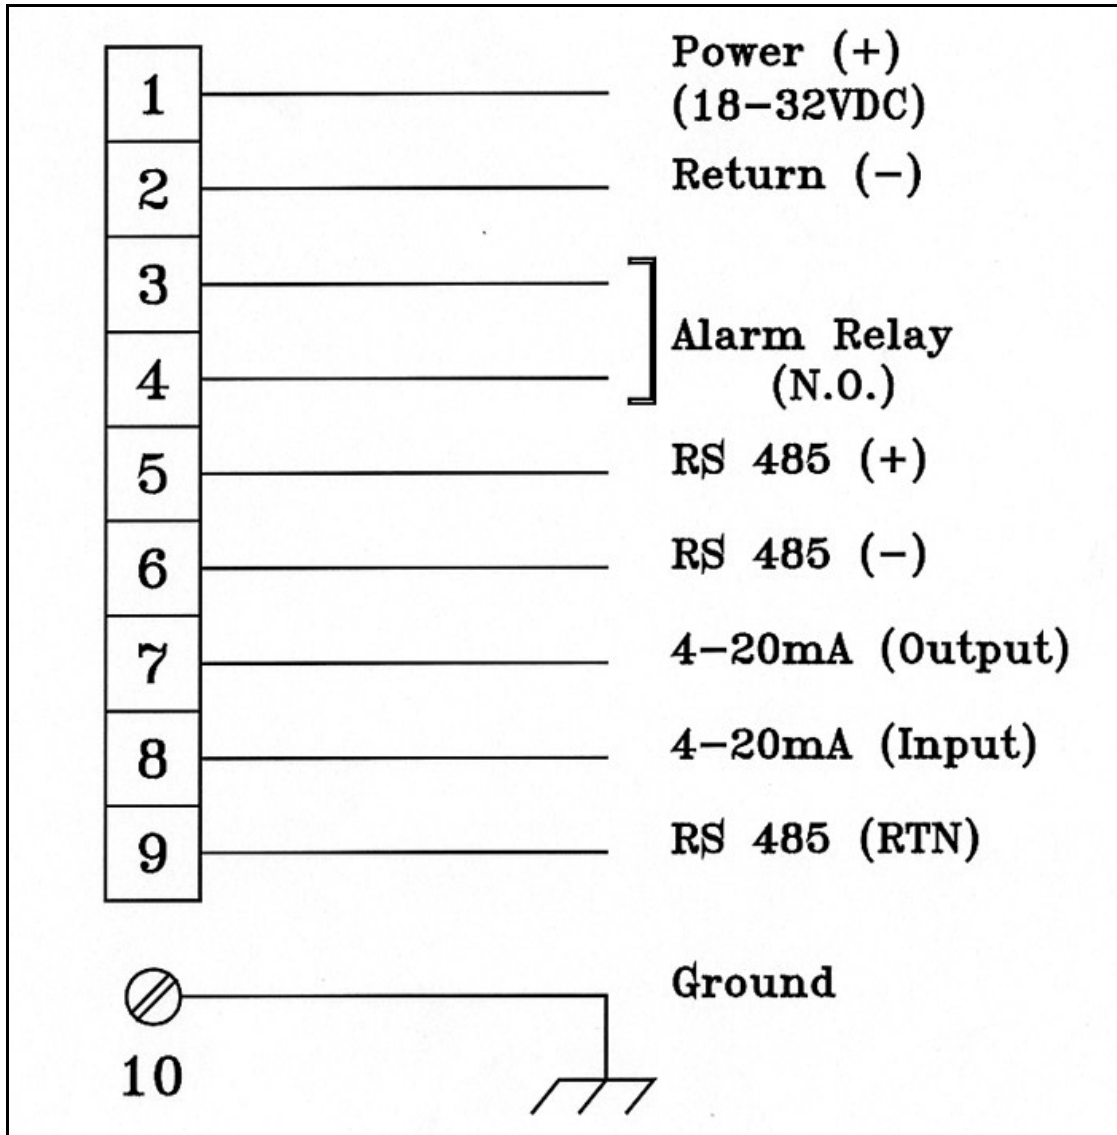 1
Power (+)
(18-32VDC)
2
Return (-)
3
4
Alarm Relay
(N.O.)
5
RS 485 (+)
6
RS 485 (-)
7
4-20mA (Output)
8
4-20mA (Input)
9
RS 485 (RTN)
Ground
10